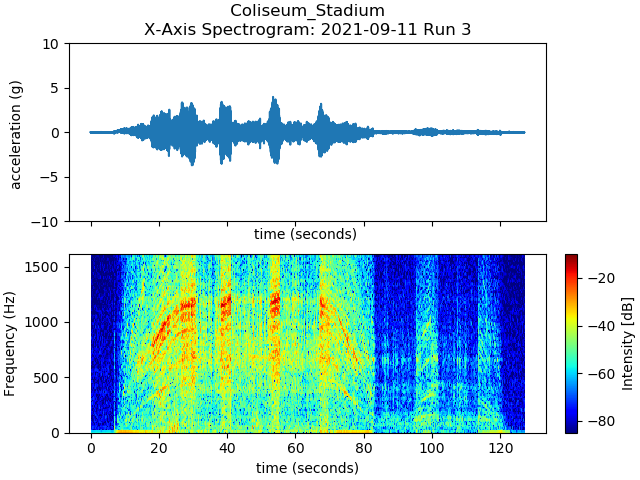 Coliseum_Stadium
X-Axis Spectrogram: 2021-09-11 Run 3
10
5
0
−5
−10
acceleration (g)
time (seconds)
1500
1000
500
0
Frequency (Hz)
0 20 40 60 80 100 120
time (seconds)
−20
−40
−60
−80
Intensity [dB]